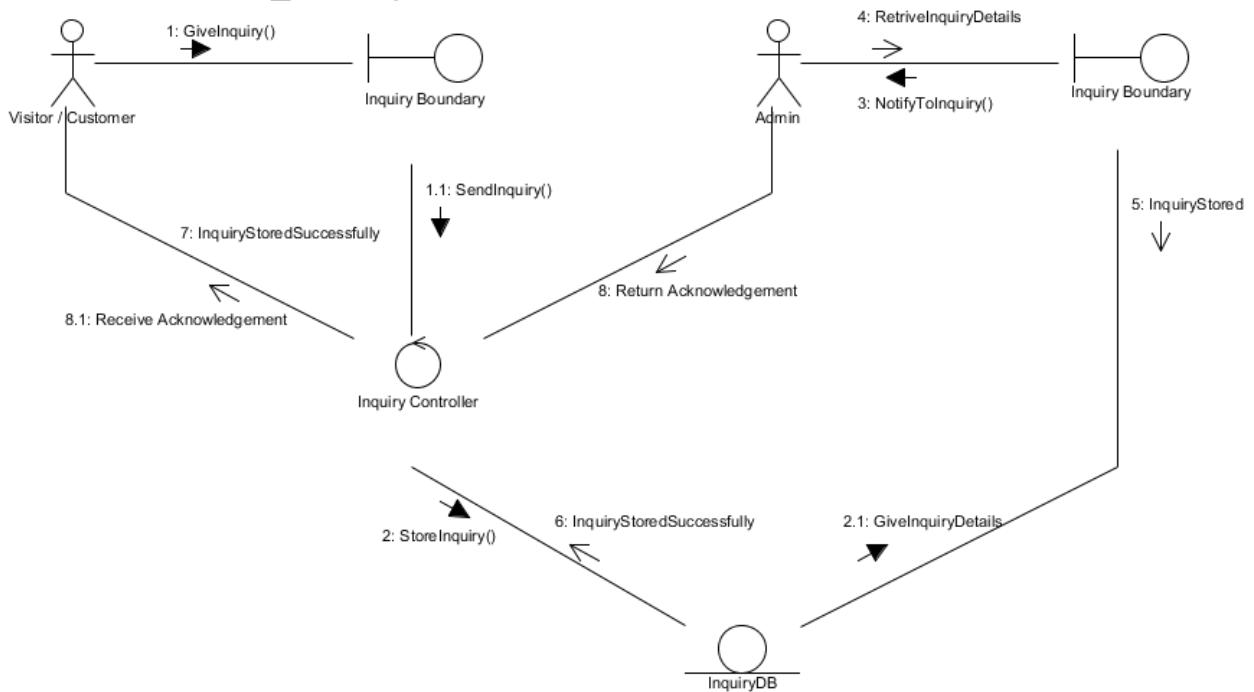 4: RetriveInquiryDetails
1: GiveInquiry()
Inquiry Boundary
Inquiry Boundary
3: NotifyToInquiry()
Visitor / Customer
Admin
1.1: SendInquiry()
5: InquiryStored
7: InquiryStoredSuccessfully
8: Return Acknowledgement
8.1: Receive Acknowledgement
Inquiry Controller
6: InquiryStoredSuccessfully
2.1: GiveInquiryDetails
2: StoreInquiry()
InquiryDB